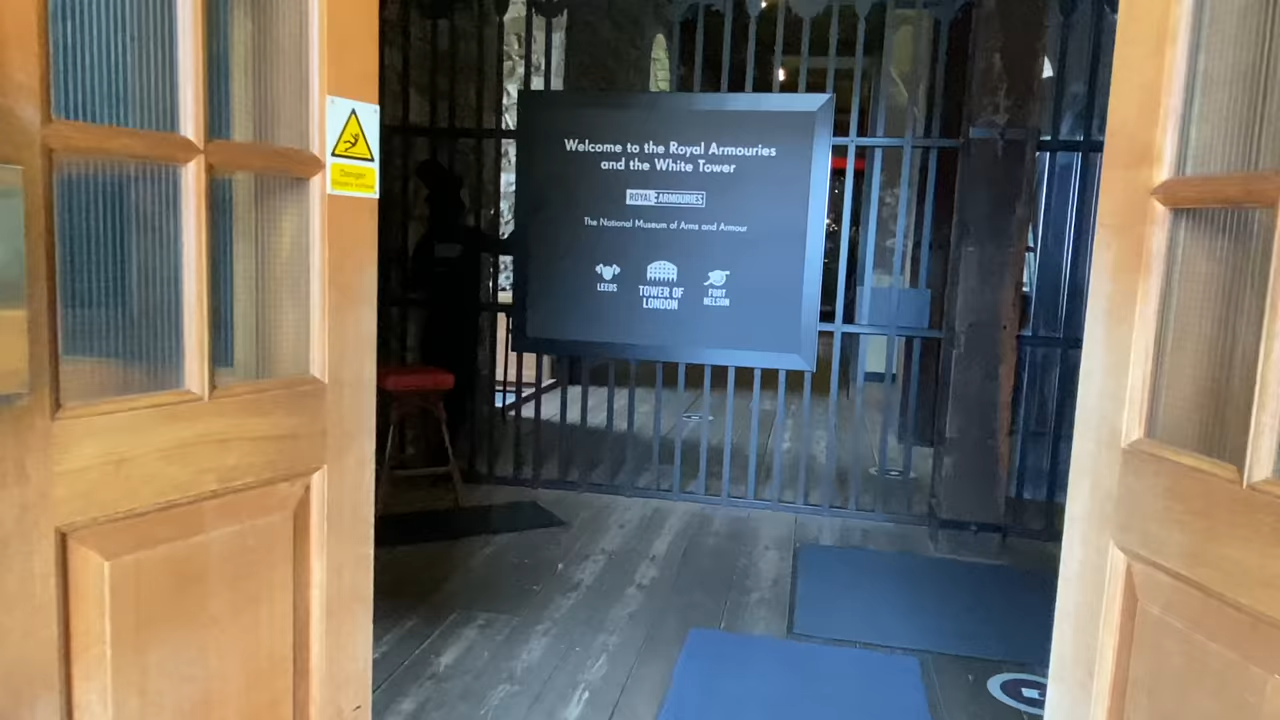 Danger
Welcome to the Royal Armouries
and the White Tower
ROYAL ARMOURIES
The National Museum of Arms and Armour
LEEDS
TOWER OF
LONDON
FORT
NELSON